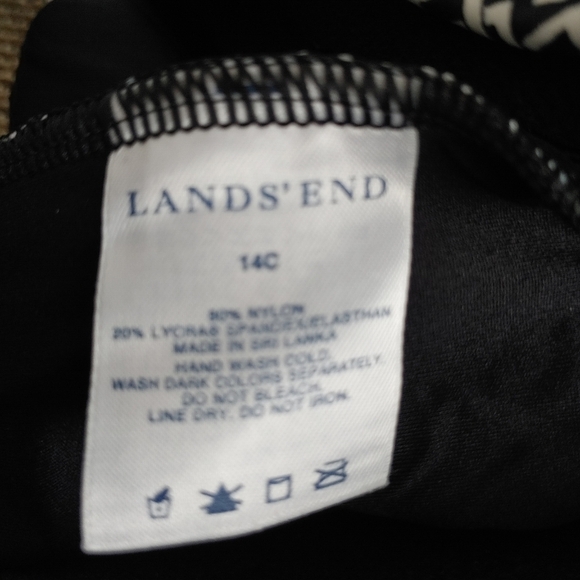 LANDS' END
14C
80% NYLON
20% LYCRA® SPANDEX/ELASTHAN
MADE IN SRI LANKA
HAND WASH COLD.
WASH DARK COLORS SEPARATELY.
DO NOT BLEACH.
LINE DRY. DO NOT IRON.